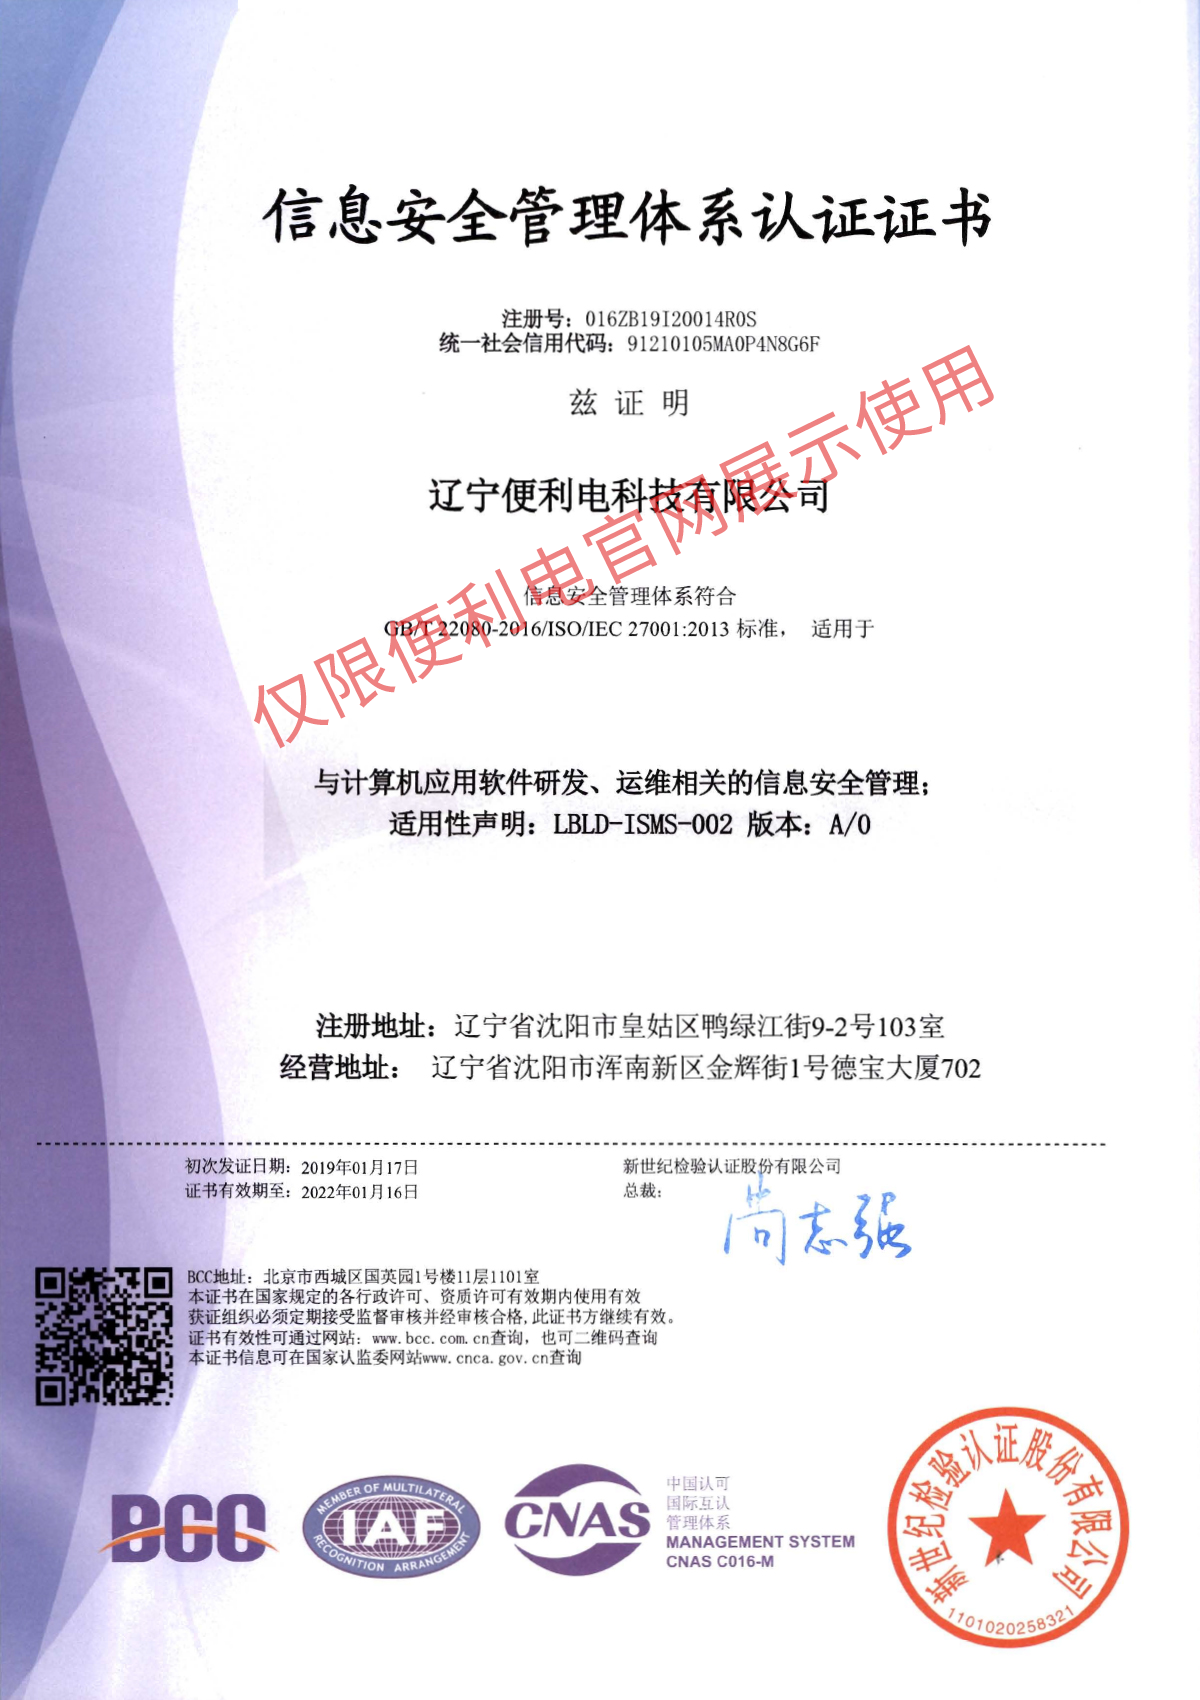 信息安全管理体系认证证书
注册号：016ZB19I20014R0S
统一社会信用代码：91210105MA0P4N8G6F
兹证明
辽宁便利电科技有限公司
仅限便利电官网展示使用
信息安全管理体系符合
GB/T 22080-2016/ISO/IEC 27001:2013 标准， 适用于
与计算机应用软件研发、运维相关的信息安全管理；
适用性声明：LBLD-ISMS-002 版本：A/0
注册地址：辽宁省沈阳市皇姑区鸭绿江街9-2号103室
经营地址： 辽宁省沈阳市浑南新区金辉街1号德宝大厦702
初次发证日期：2019年01月17日
证书有效期至：2022年01月16日
新世纪检验认证股份有限公司
总裁：
尚志强
BCC地址：北京市西城区国英园1号楼11层1101室
本证书在国家规定的各行政许可、资质许可有效期内使用有效
获证组织必须定期接受监督审核并经审核合格,此证书方继续有效。
证书有效性可通过网站：www.bcc.com.cn查询，也可二维码查询
本证书信息可在国家认监委网站www.cnca.gov.cn查询
BCC
MEMBER OF MULTILATERAL
IAF
RECOGNITION ARRANGEMENT
CNAS
中国认可
国际互认
管理体系
MANAGEMENT SYSTEM
CNAS C016-M
新世纪检验认证股份有限公司
1101020258321